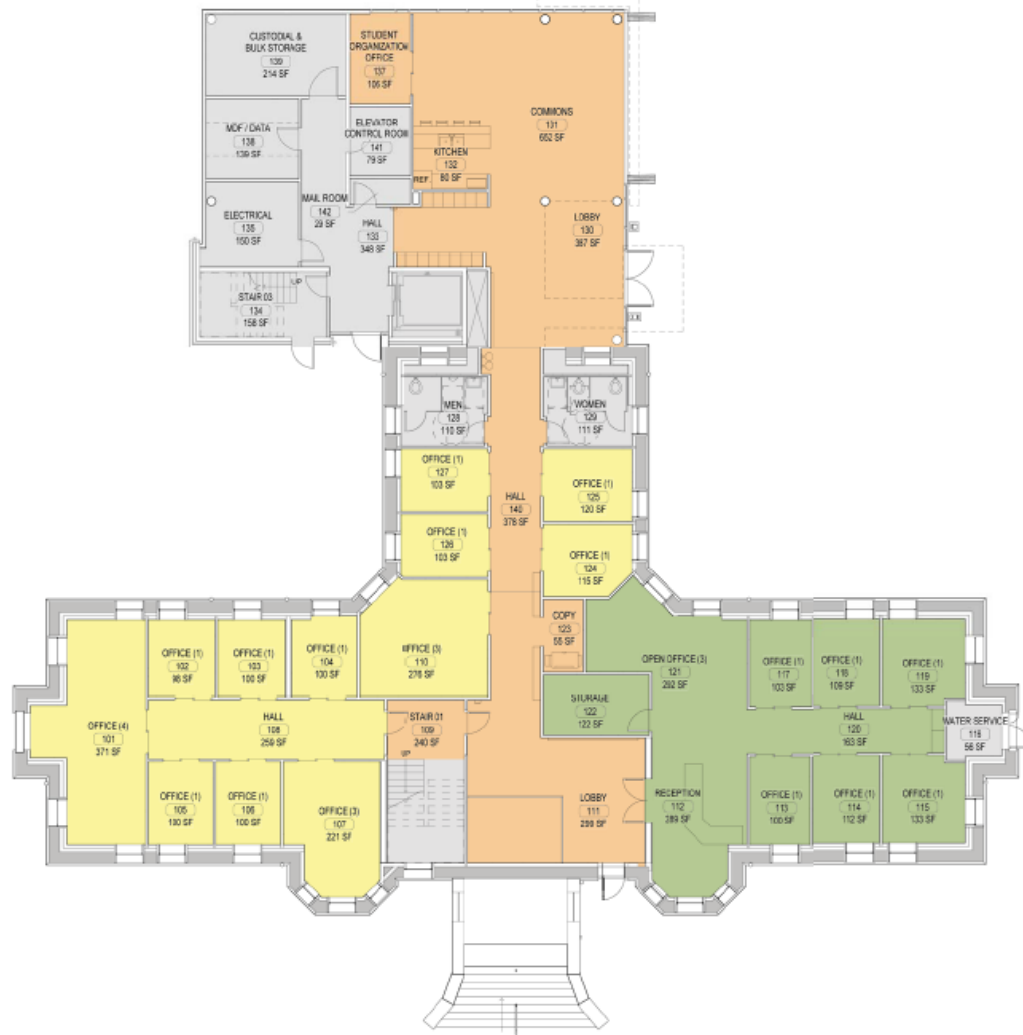 CUSTODIAL &
BULK STORAGE
139
214 SF
STUDENT
ORGANIZATION
OFFICE
137
106 SF
COMMONS
131
652 SF
MDF / DATA
138
139 SF
ELEVATOR
CONTROL ROOM
141
79 SF
KITCHEN
132
80 SF
REF
ELECTRICAL
135
150 SF
MAIL ROOM
142
29 SF
HALL
133
348 SF
LOBBY
130
387 SF
UP
STAIR 03
134
158 SF
MEN
128
110 SF
WOMEN
129
111 SF
OFFICE (1)
127
103 SF
OFFICE (1)
125
120 SF
HALL
140
378 SF
OFFICE (1)
126
103 SF
OFFICE (1)
124
115 SF
COPY
123
55 SF
OFFICE (1)
102
98 SF
OFFICE (1)
103
100 SF
OFFICE (1)
104
100 SF
OFFICE (3)
110
276 SF
OPEN OFFICE (3)
121
292 SF
OFFICE (1)
117
103 SF
OFFICE (1)
118
109 SF
OFFICE (1)
119
133 SF
STORAGE
122
122 SF
OFFICE (4)
101
371 SF
HALL
108
259 SF
STAIR 01
109
240 SF
UP
HALL
120
163 SF
WATER SERVICE
116
56 SF
OFFICE (1)
105
100 SF
OFFICE (1)
106
100 SF
OFFICE (3)
107
221 SF
LOBBY
111
299 SF
RECEPTION
112
289 SF
OFFICE (1)
113
100 SF
OFFICE (1)
114
112 SF
OFFICE (1)
115
133 SF